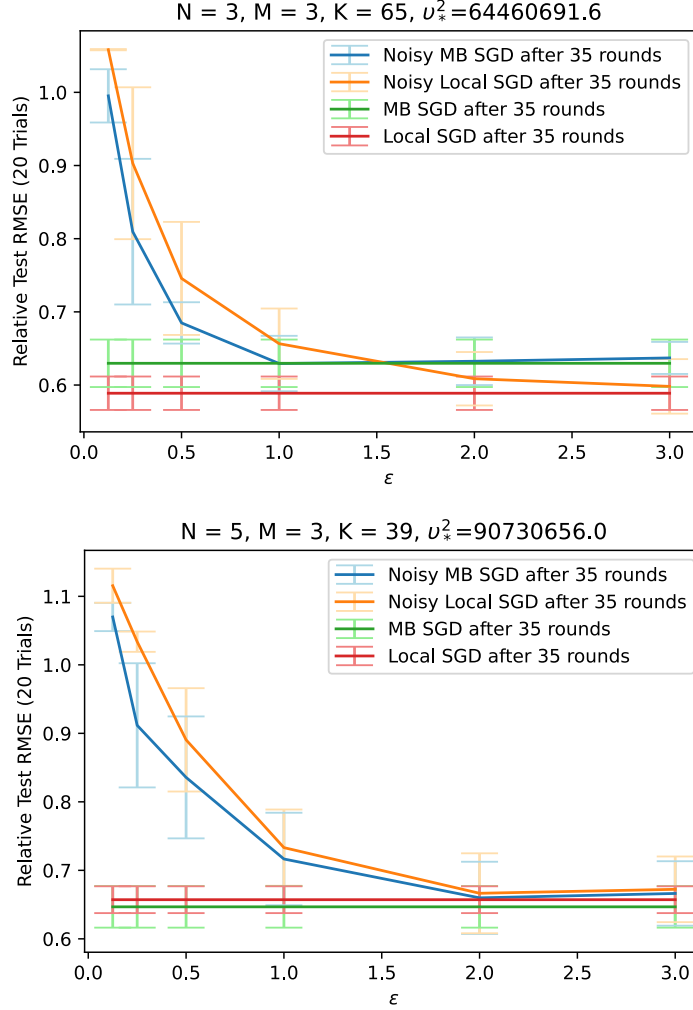 N = 3, M = 3, K = 65, υ²_*=64460691.6
Relative Test RMSE (20 Trials)
1.0
0.9
0.8
0.7
0.6
Noisy MB SGD after 35 rounds
Noisy Local SGD after 35 rounds
MB SGD after 35 rounds
Local SGD after 35 rounds
0.0 0.5 1.0 1.5 2.0 2.5 3.0
ε
N = 5, M = 3, K = 39, υ²_*=90730656.0
Relative Test RMSE (20 Trials)
1.1
1.0
0.9
0.8
0.7
0.6
Noisy MB SGD after 35 rounds
Noisy Local SGD after 35 rounds
MB SGD after 35 rounds
Local SGD after 35 rounds
0.0 0.5 1.0 1.5 2.0 2.5 3.0
ε